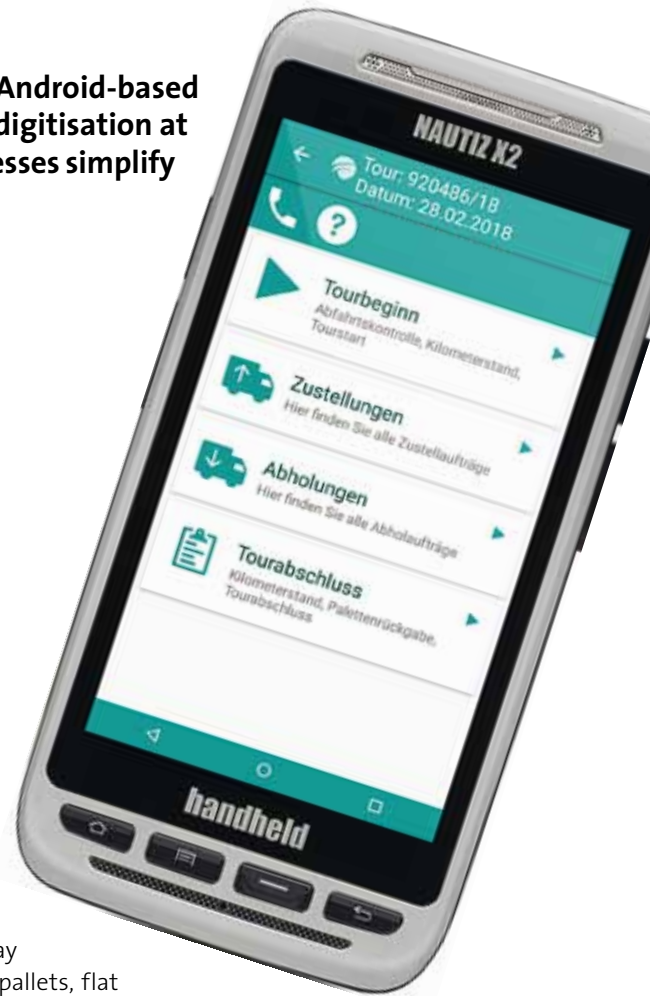 Android-based
digitisation at
esses simplify
NAUTIZ X2
Tour: 920486/18
Datum: 28.02.2018
?
Tourbeginn
Abfahrtskontrolle, Kilometerstand,
Tourstart
Zustellungen
Hier finden Sie alle Zustellaufträge
Abholungen
Hier finden Sie alle Abholaufträge
Tourabschluss
Kilometerstand, Palettenrückgabe,
Tourabschluss
handheld
ay
pallets, flat